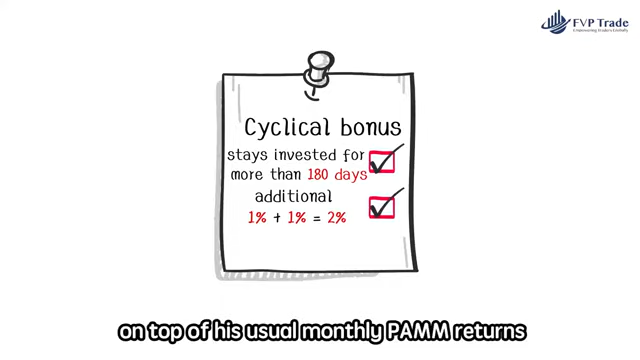 FVP Trade
Empowering Traders Globally
Cyclical bonus
stays invested for
more than 180 days
additional
1% + 1% = 2%
on top of his usual monthly PAMM returns